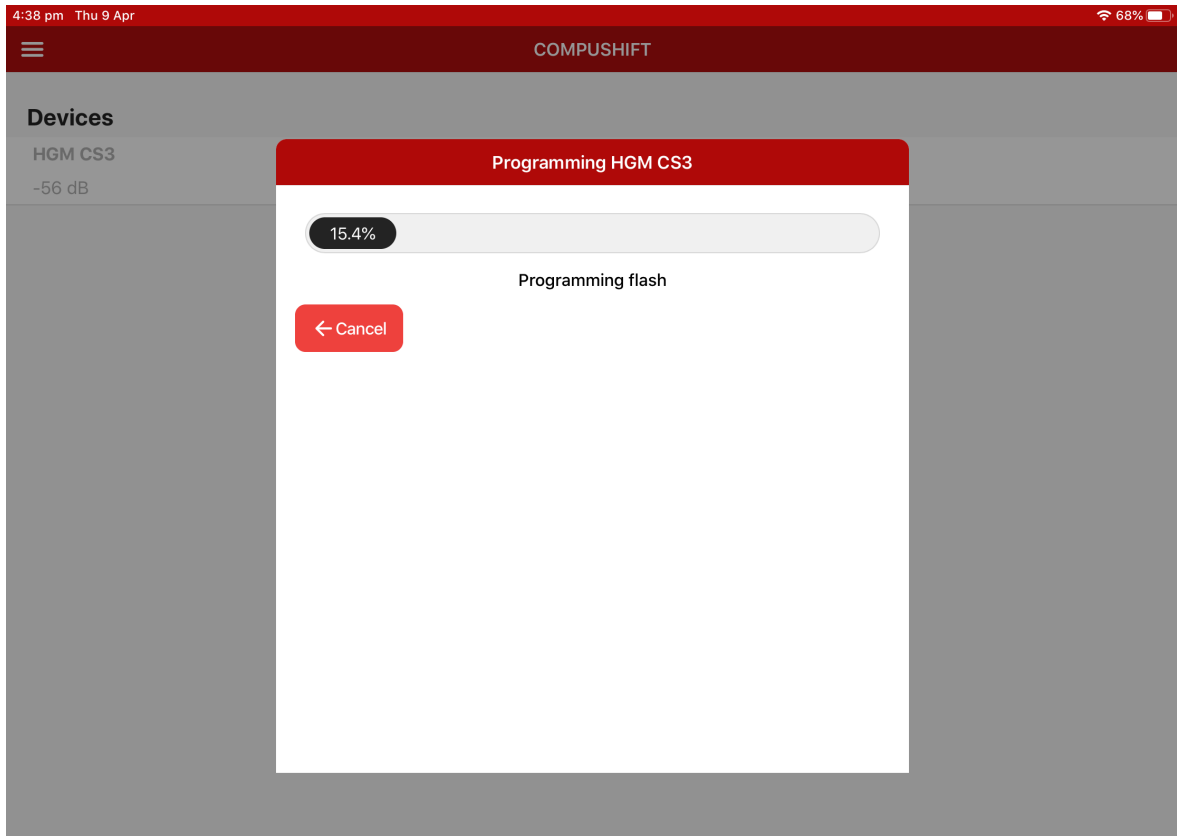 4:38 pm Thu 9 Apr
68%
COMPUSHIFT
Devices
HGM CS3
-56 dB
Programming HGM CS3
15.4%
Programming flash
Cancel